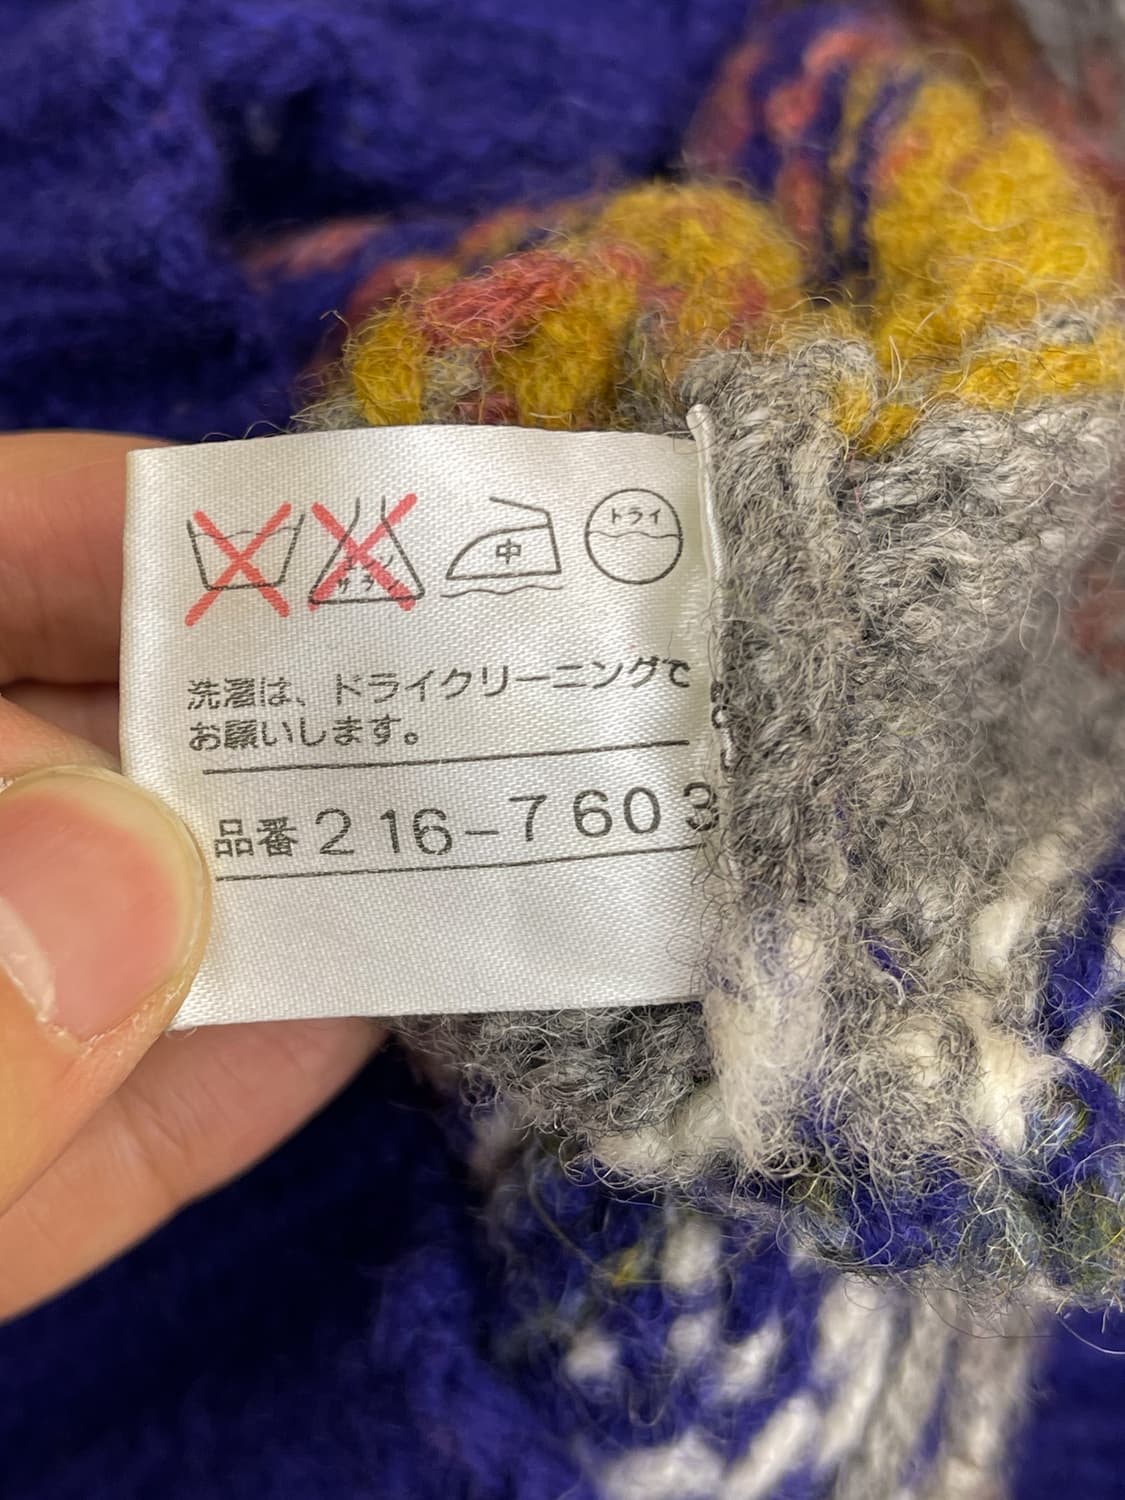 中 ドライ
洗濯は、ドライクリーニングで
お願いします。
品番 216-7603